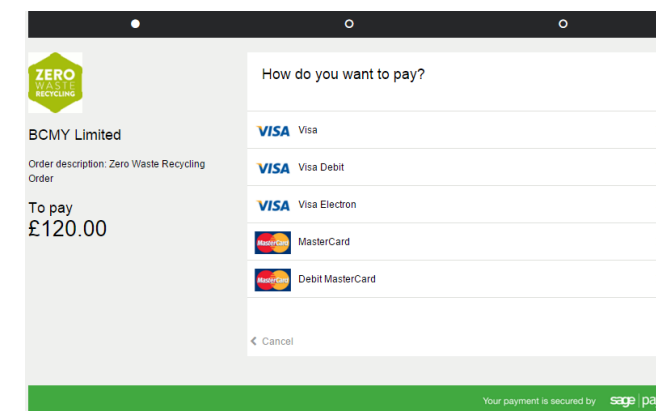 ZERO
WASTE
RECYCLING
BCMY Limited
Order description: Zero Waste Recycling
Order
To pay
£120.00
How do you want to pay?
VISA Visa
VISA Visa Debit
VISA Visa Electron
MasterCard MasterCard
MasterCard Debit MasterCard
Cancel
Your payment is secured by sage pa